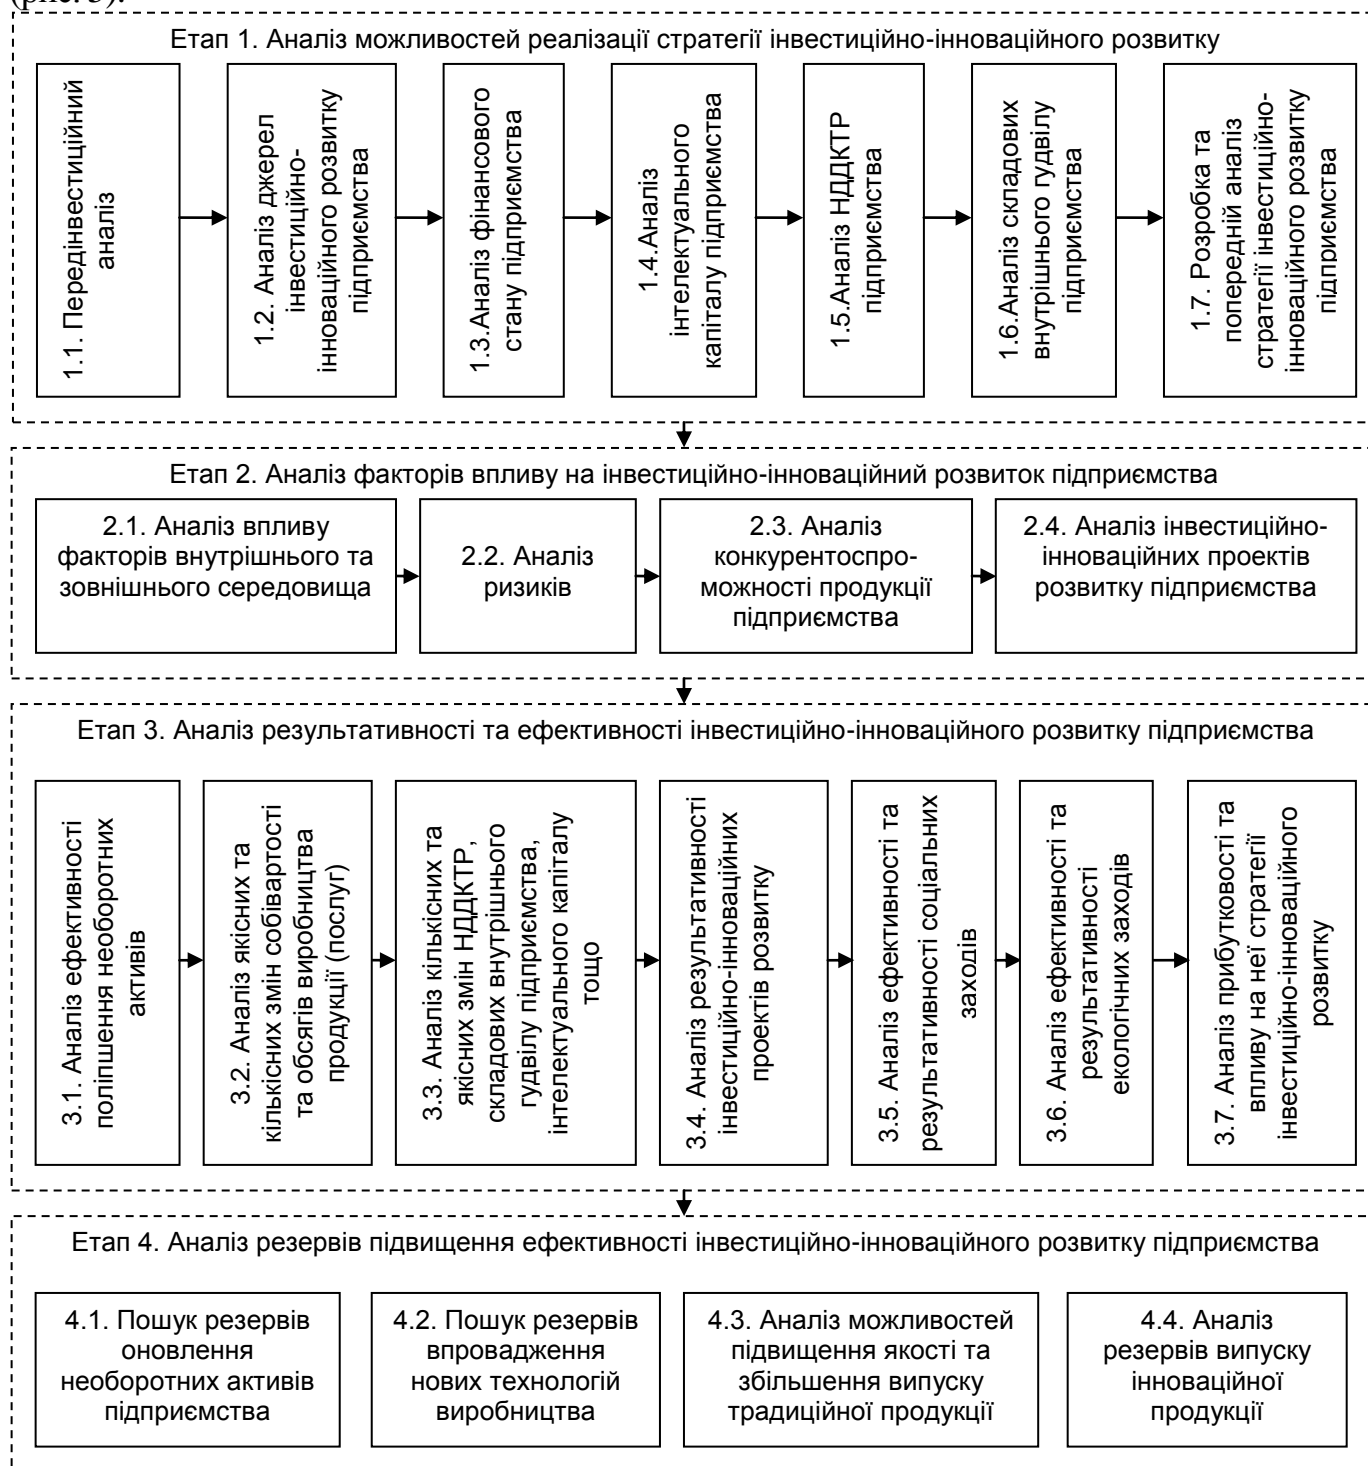 (рис. 3).
Етап 1. Аналіз можливостей реалізації стратегії інвестиційно-інноваційного розвитку
1.1. Передінвестиційний
аналіз
1.2. Аналіз джерел
інвестиційно-
інноваційного розвитку
підприємства
1.3.Аналіз фінансового
стану підприємства
1.4.Аналіз
інтелектуального
капіталу підприємства
1.5.Аналіз НДДКТР
підприємства
1.6.Аналіз складових
внутрішнього гудвілу
підприємства
1.7. Розробка та
попередній аналіз
стратегії інвестиційно-
інноваційного розвитку
підприємства
Етап 2. Аналіз факторів впливу на інвестиційно-інноваційний розвиток підприємства
2.1. Аналіз впливу
факторів внутрішнього та
зовнішнього середовища
2.2. Аналіз
ризиків
2.3. Аналіз
конкурентоспро-
можності продукції
підприємства
2.4. Аналіз інвестиційно-
інноваційних проектів
розвитку підприємства
Етап 3. Аналіз результативності та ефективності інвестиційно-інноваційного розвитку підприємства
3.1. Аналіз ефективності
поліпшення необоротних
активів
3.2. Аналіз якісних та
кількісних змін собівартості
та обсягів виробництва
продукції (послуг)
3.3. Аналіз кількісних та
якісних змін НДДКТР,
складових внутрішнього
гудвілу підприємства,
інтелектуального капіталу
тощо
3.4. Аналіз результативності
інвестиційно-інноваційних
проектів розвитку
3.5. Аналіз ефективності та
результативності соціальних
заходів
3.6. Аналіз ефективності та
результативності
екологічних заходів
3.7. Аналіз прибутковості та
впливу на неї стратегії
інвестиційно-інноваційного
розвитку
Етап 4. Аналіз резервів підвищення ефективності інвестиційно-інноваційного розвитку підприємства
4.1. Пошук резервів
оновлення
необоротних активів
підприємства
4.2. Пошук резервів
впровадження
нових технологій
виробництва
4.3. Аналіз можливостей
підвищення якості та
збільшення випуску
традиційної продукції
4.4. Аналіз
резервів випуску
інноваційної
продукції